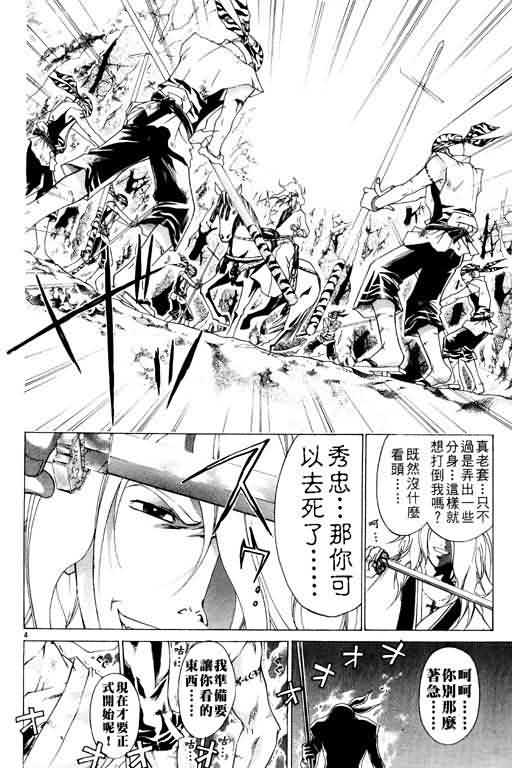 真老套…只不
過是弄出一些
分身…這樣就
想打倒我嗎?
既然沒什麼
看頭…
秀忠…那你可
以去死了……
呵呵……
你別那麼
著急……
我準備要
讓你看的
東西……
現在才要正
式開始呢!
咕…
咕…
4